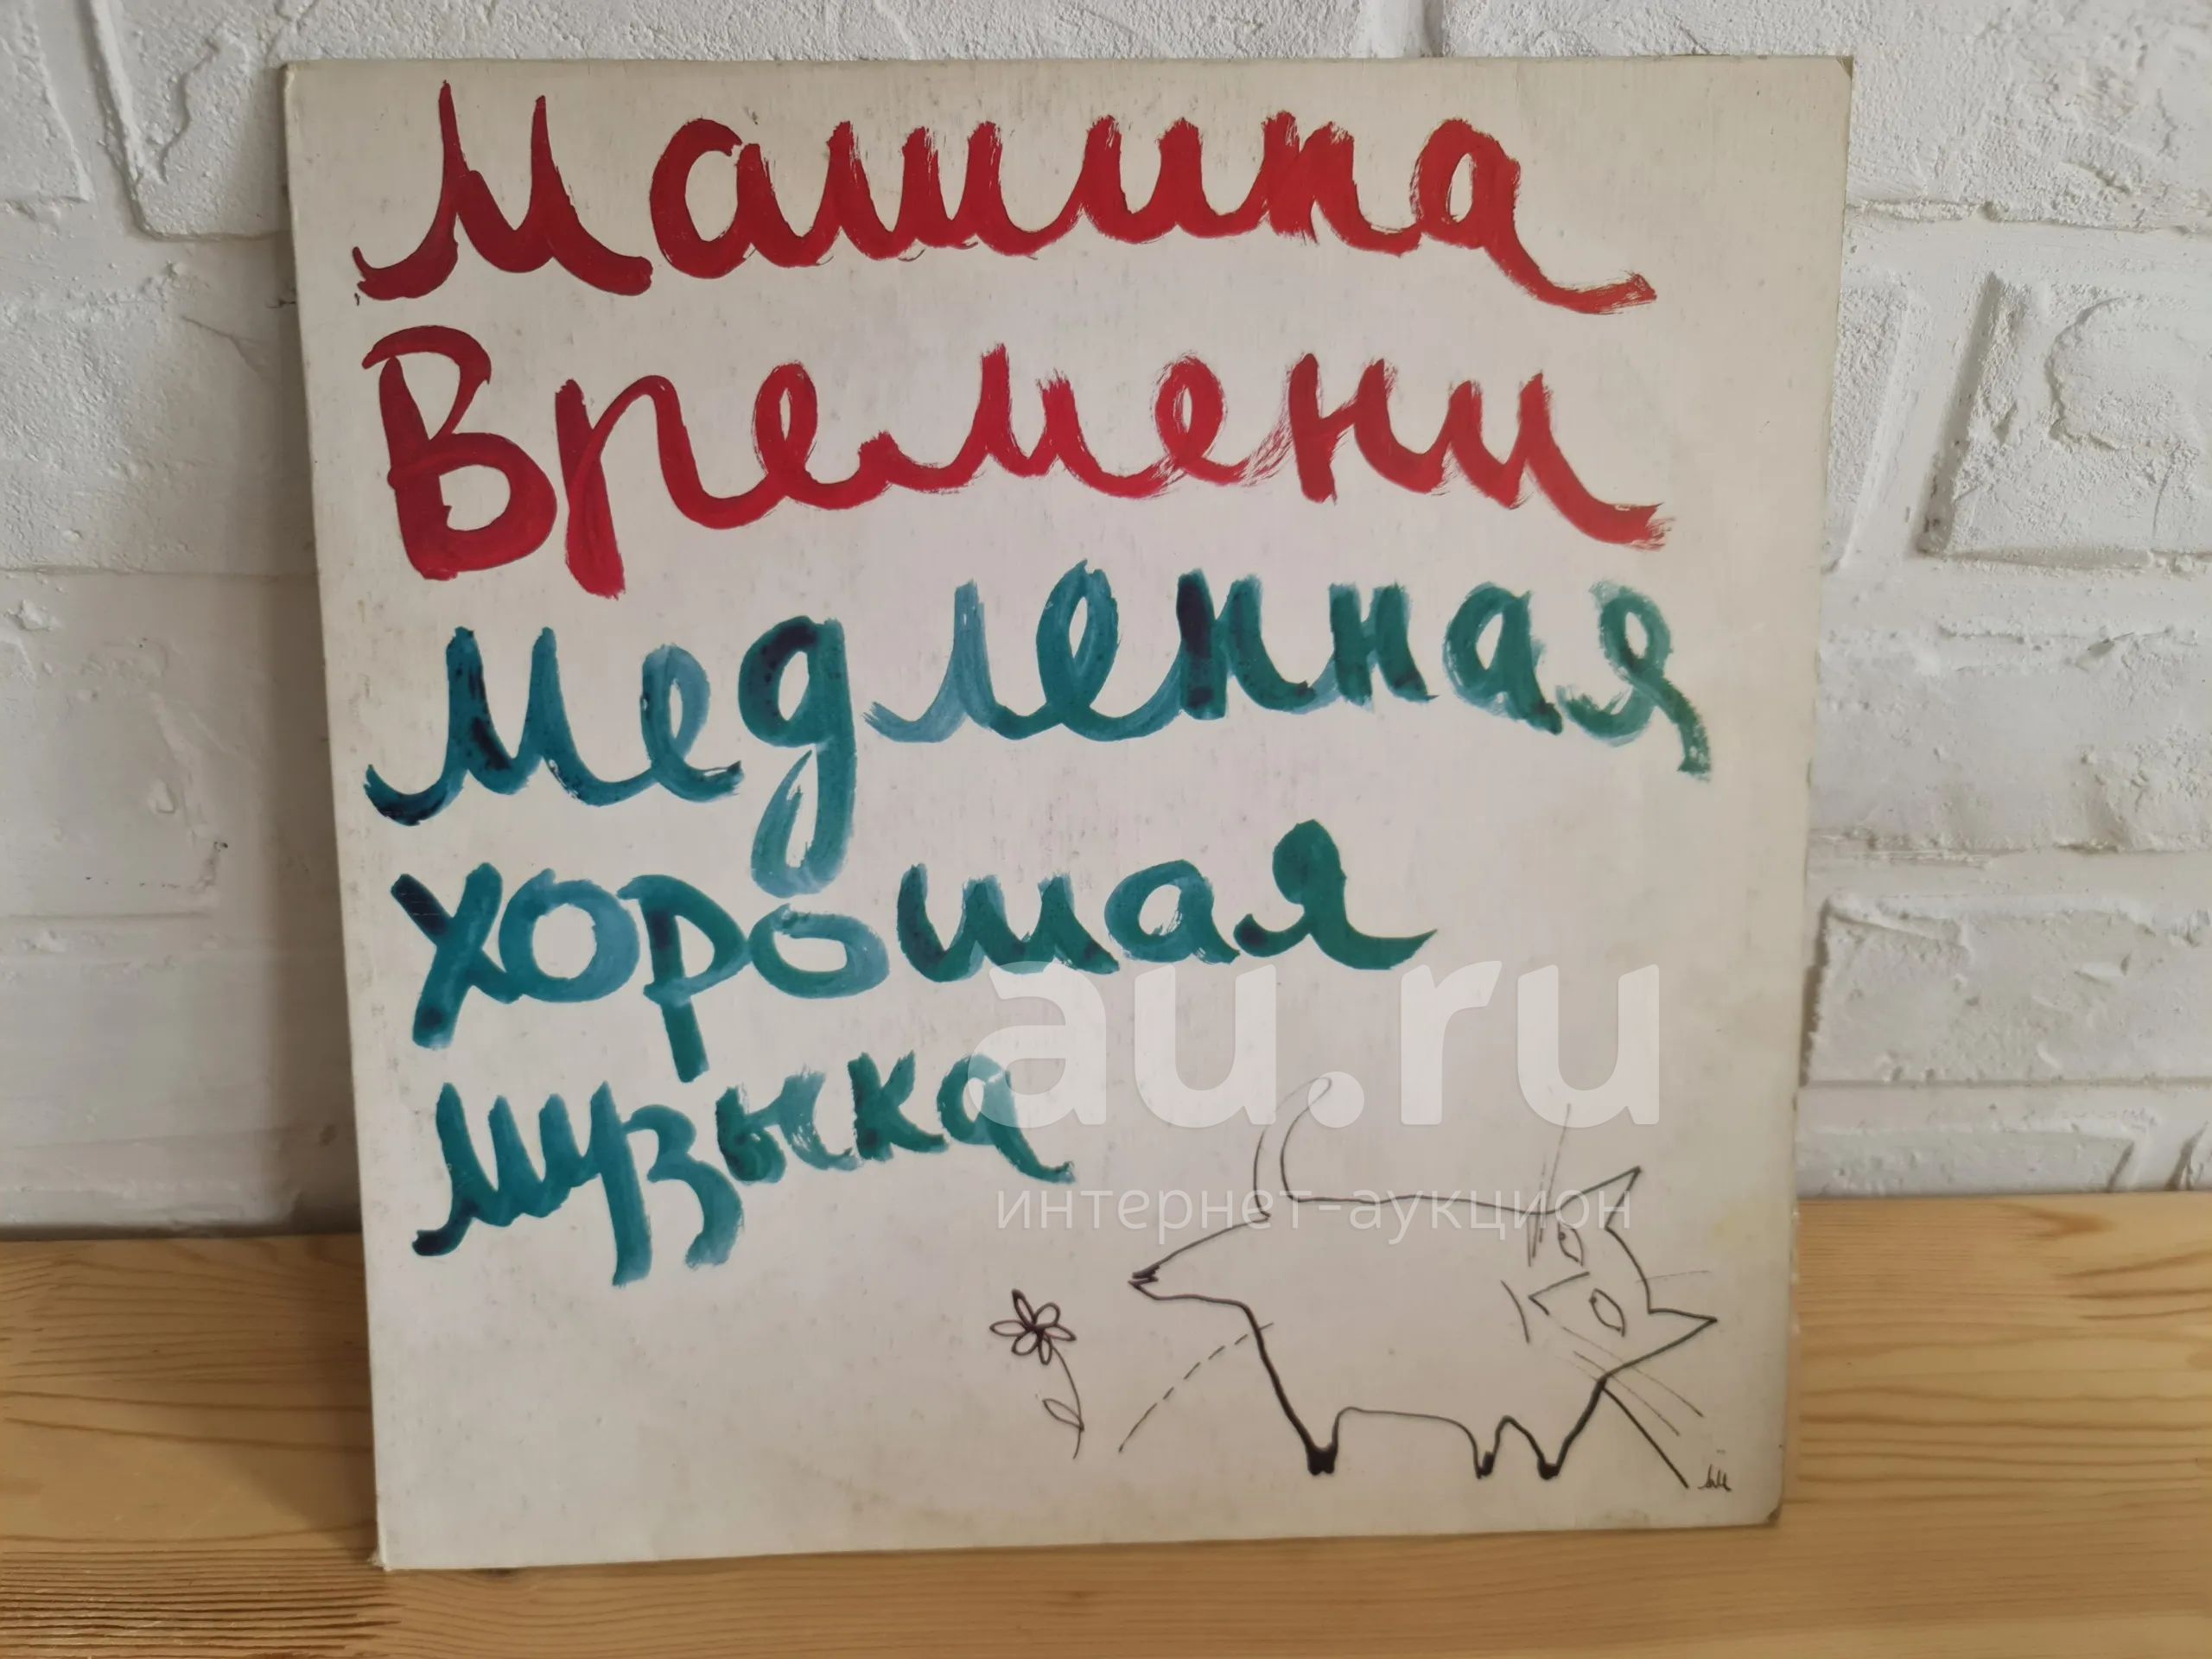 Машина
Времени
медленная
хорошая
музыка
au.ru
интернет-аукцион